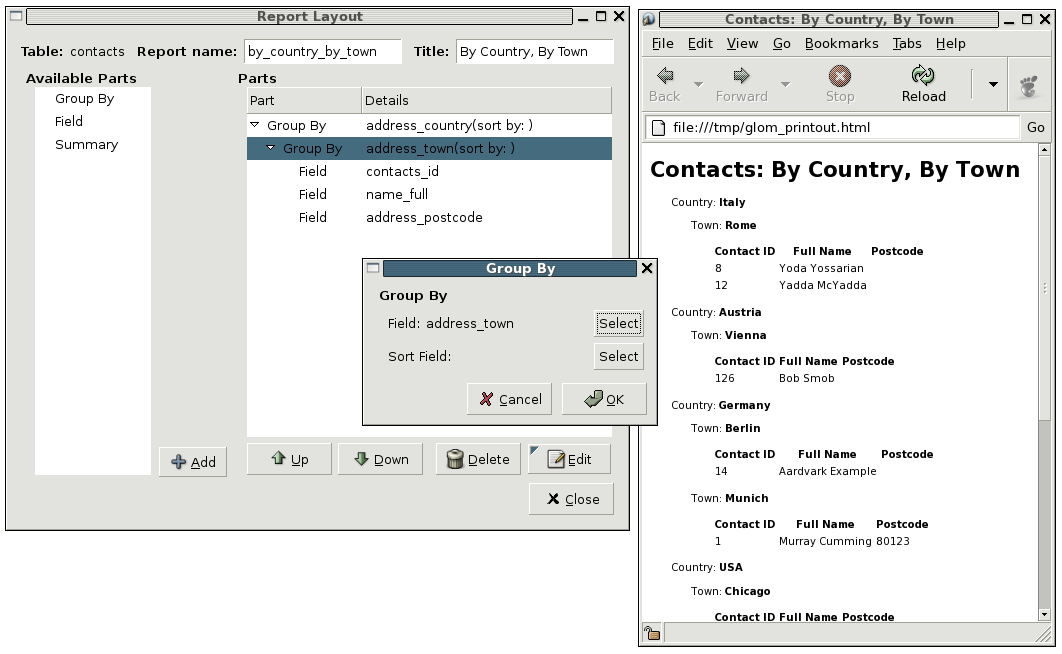 Report Layout
Table: contacts Report name: by_country_by_town Title: By Country, By Town
Available Parts
Group By
Field
Summary
Add
Parts
Part Details
Group By address_country(sort by: )
Group By address_town(sort by: )
Field contacts_id
Field name_full
Field address_postcode
Up Down Delete Edit
Close
Group By
Group By
Field: address_town Select
Sort Field: Select
Cancel OK
Contacts: By Country, By Town
File Edit View Go Bookmarks Tabs Help
Back Forward Stop Reload
file:///tmp/glom_printout.html Go
Contacts: By Country, By Town
Country: Italy
Town: Rome
Contact ID Full Name Postcode
8 Yoda Yossarian
12 Yadda McYadda
Country: Austria
Town: Vienna
Contact ID Full Name Postcode
126 Bob Smob
Country: Germany
Town: Berlin
Contact ID Full Name Postcode
14 Aardvark Example
Town: Munich
Contact ID Full Name Postcode
1 Murray Cumming 80123
Country: USA
Town: Chicago
Contact ID Full Name Postcode